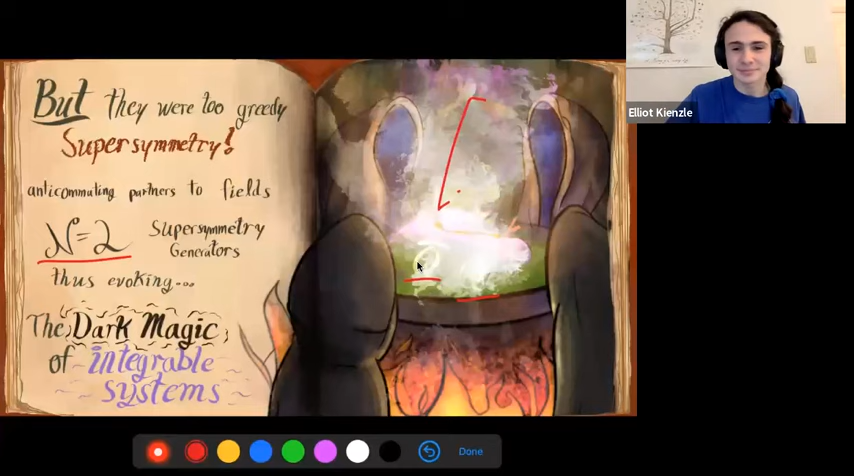 But they were too greedy
Supersymmetry!
anticommuting partners to fields
N=2 Supersymmetry
Generators
thus evoking...
The Dark Magic
of integrable
systems
Elliot Kienzle
Done